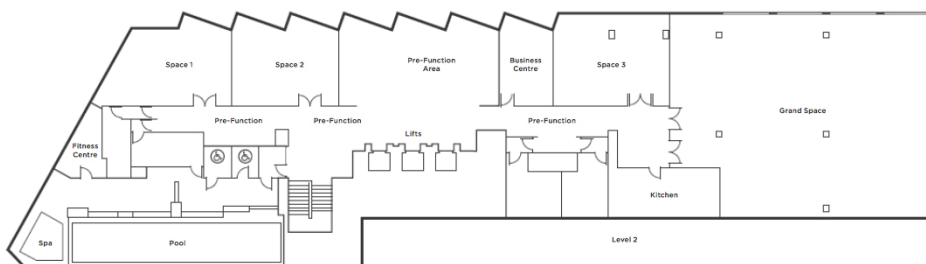 Space 1
Space 2
Pre-Function
Area
Business
Centre
Space 3
Grand Space
Pre-Function
Pre-Function
Pre-Function
Lifts
Fitness
Centre
Kitchen
Spa
Pool
Level 2